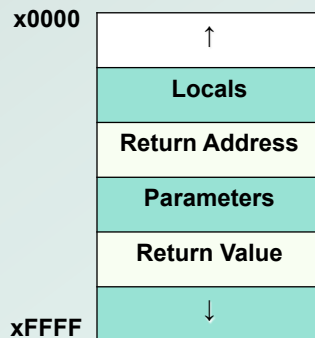 x0000
↑
Locals
Return Address
Parameters
Return Value
↓
xFFFF